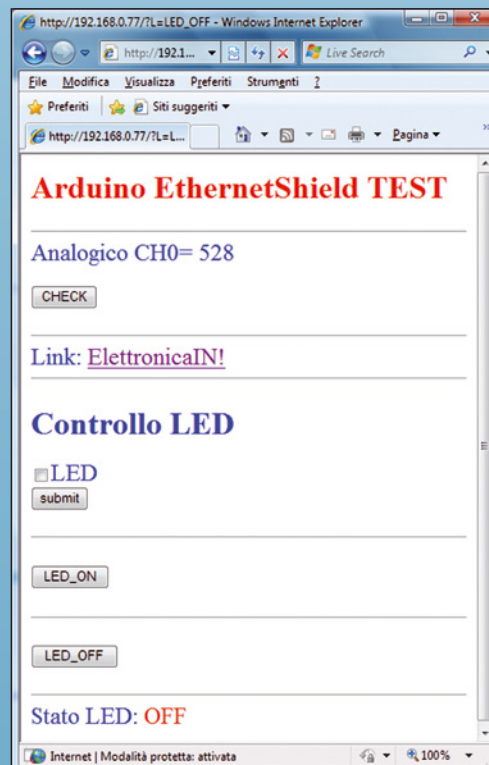 http://192.168.0.77/?L=LED_OFF - Windows Internet Explorer
http://192.1... Live Search
File Modifica Visualizza Preferiti Strumenti ?
Preferiti Siti suggeriti
http://192.168.0.77/?L=L... Pagina »
Arduino EthernetShield TEST
Analogico CH0= 528
CHECK
Link: ElettronicaIN!
Controllo LED
LED
submit
LED_ON
LED_OFF
Stato LED: OFF
Internet | Modalità protetta: attivata 100%